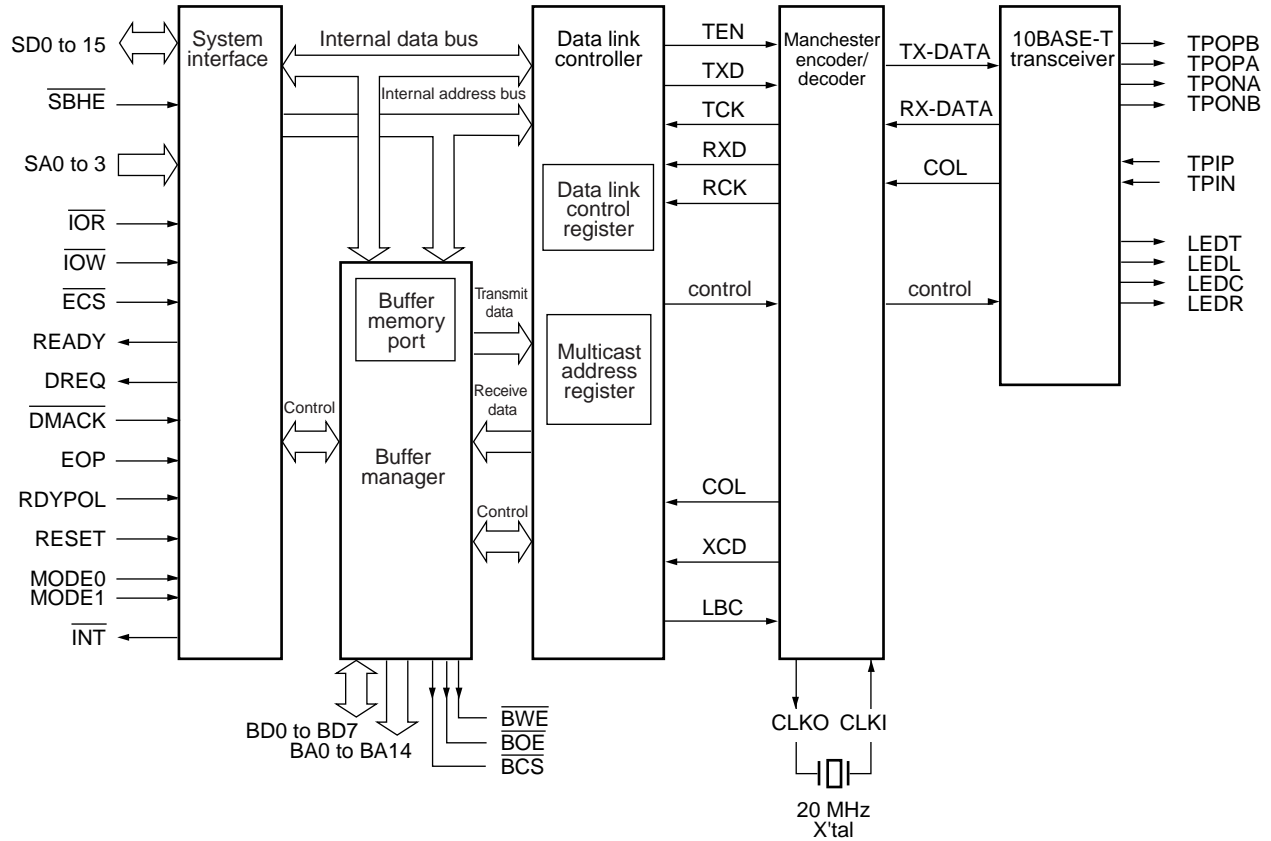 SD0 to 15
SBHE
SA0 to 3
IOR
IOW
ECS
READY
DREQ
DMACK
EOP
RDYPOL
RESET
MODE0
MODE1
INT
System
interface
Internal data bus
Internal address bus
Control
Buffer
memory
port
Buffer
manager
Transmit
data
Receive
data
Control
BD0 to BD7
BA0 to BA14
BWE
BOE
BCS
Data link
controller
Data link
control
register
Multicast
address
register
TEN
TXD
TCK
RXD
RCK
control
COL
XCD
LBC
Manchester
encoder/
decoder
CLKO
CLKI
20 MHz
X'tal
TX-DATA
RX-DATA
COL
control
10BASE-T
transceiver
TPOPB
TPOPA
TPONA
TPONB
TPIP
TPIN
LEDT
LEDL
LEDC
LEDR